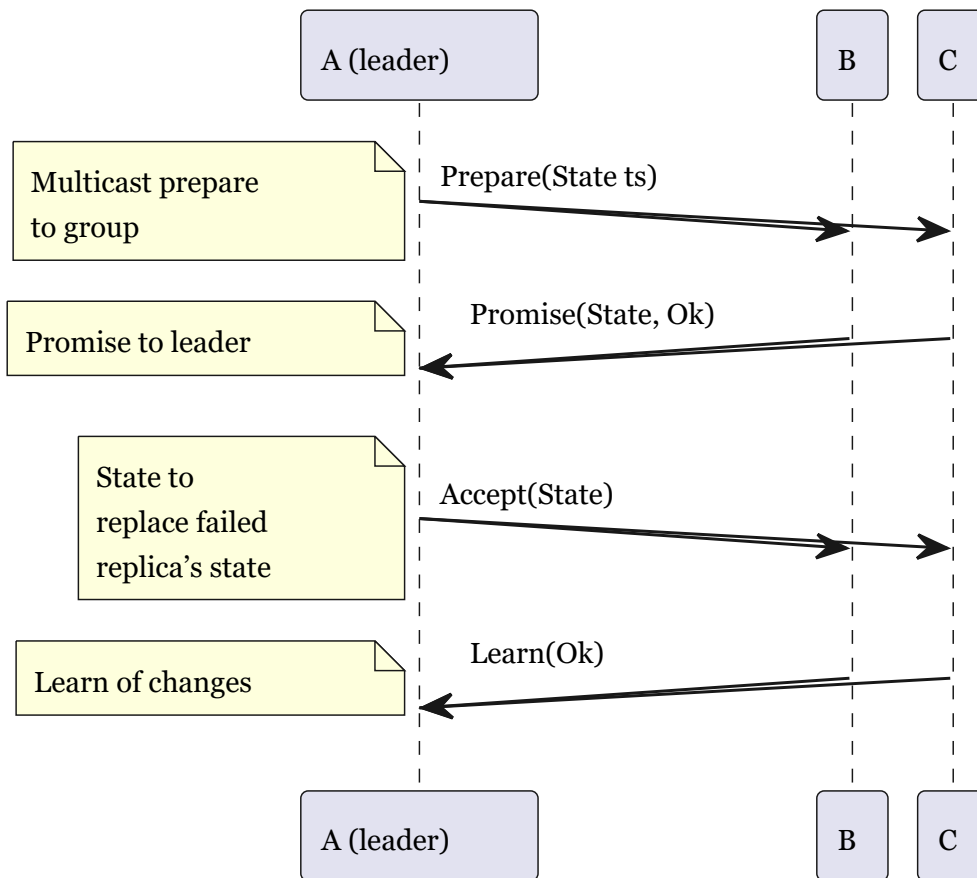 A (leader)
B
C
Multicast prepare
to group
Prepare(State ts)
Promise to leader
Promise(State, Ok)
State to
replace failed
replica’s state
Accept(State)
Learn of changes
Learn(Ok)
A (leader)
B
C